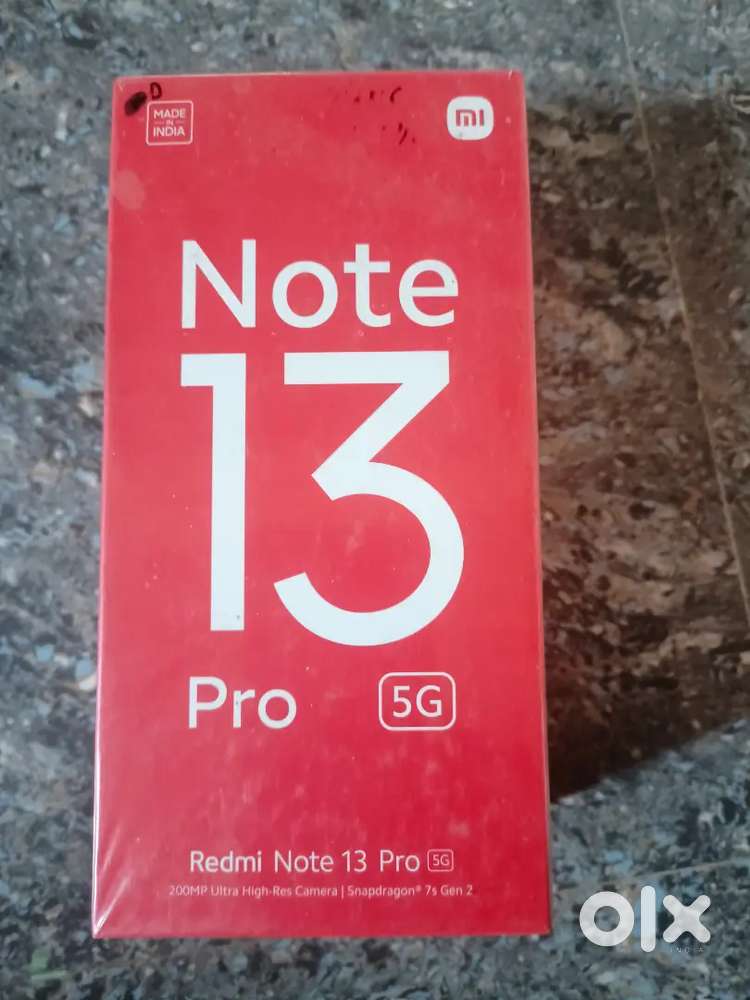 D
MADE
IN
INDIA
mi
Note
13
Pro 5G
Redmi Note 13 Pro 5G
200MP Ultra High-Res Camera | Snapdragon® 7s Gen 2
olx
INDIA